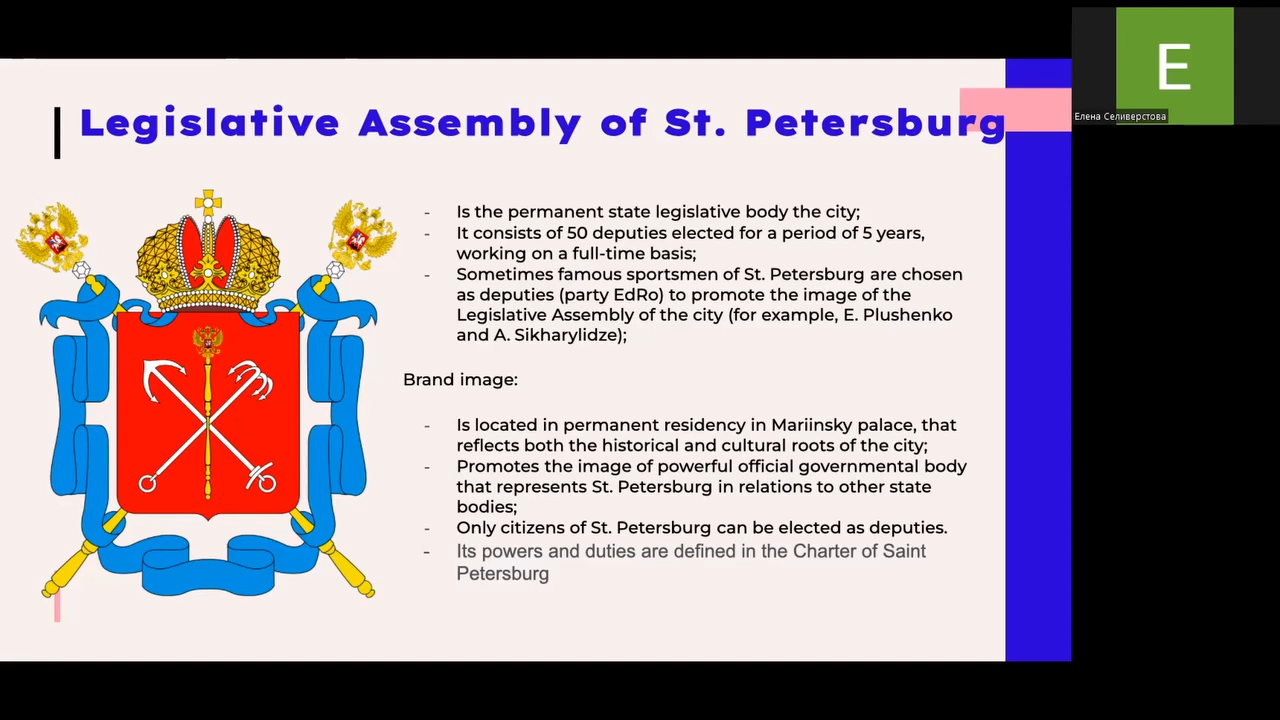 Legislative Assembly of St. Petersburg
E
Елена Селиверстова
- Is the permanent state legislative body the city;
- It consists of 50 deputies elected for a period of 5 years,
working on a full-time basis;
- Sometimes famous sportsmen of St. Petersburg are chosen
as deputies (party EdRo) to promote the image of the
Legislative Assembly of the city (for example, E. Plushenko
and A. Sikharylidze);
Brand image:
- Is located in permanent residency in Mariinsky palace, that
reflects both the historical and cultural roots of the city;
- Promotes the image of powerful official governmental body
that represents St. Petersburg in relations to other state
bodies;
- Only citizens of St. Petersburg can be elected as deputies.
- Its powers and duties are defined in the Charter of Saint
Petersburg